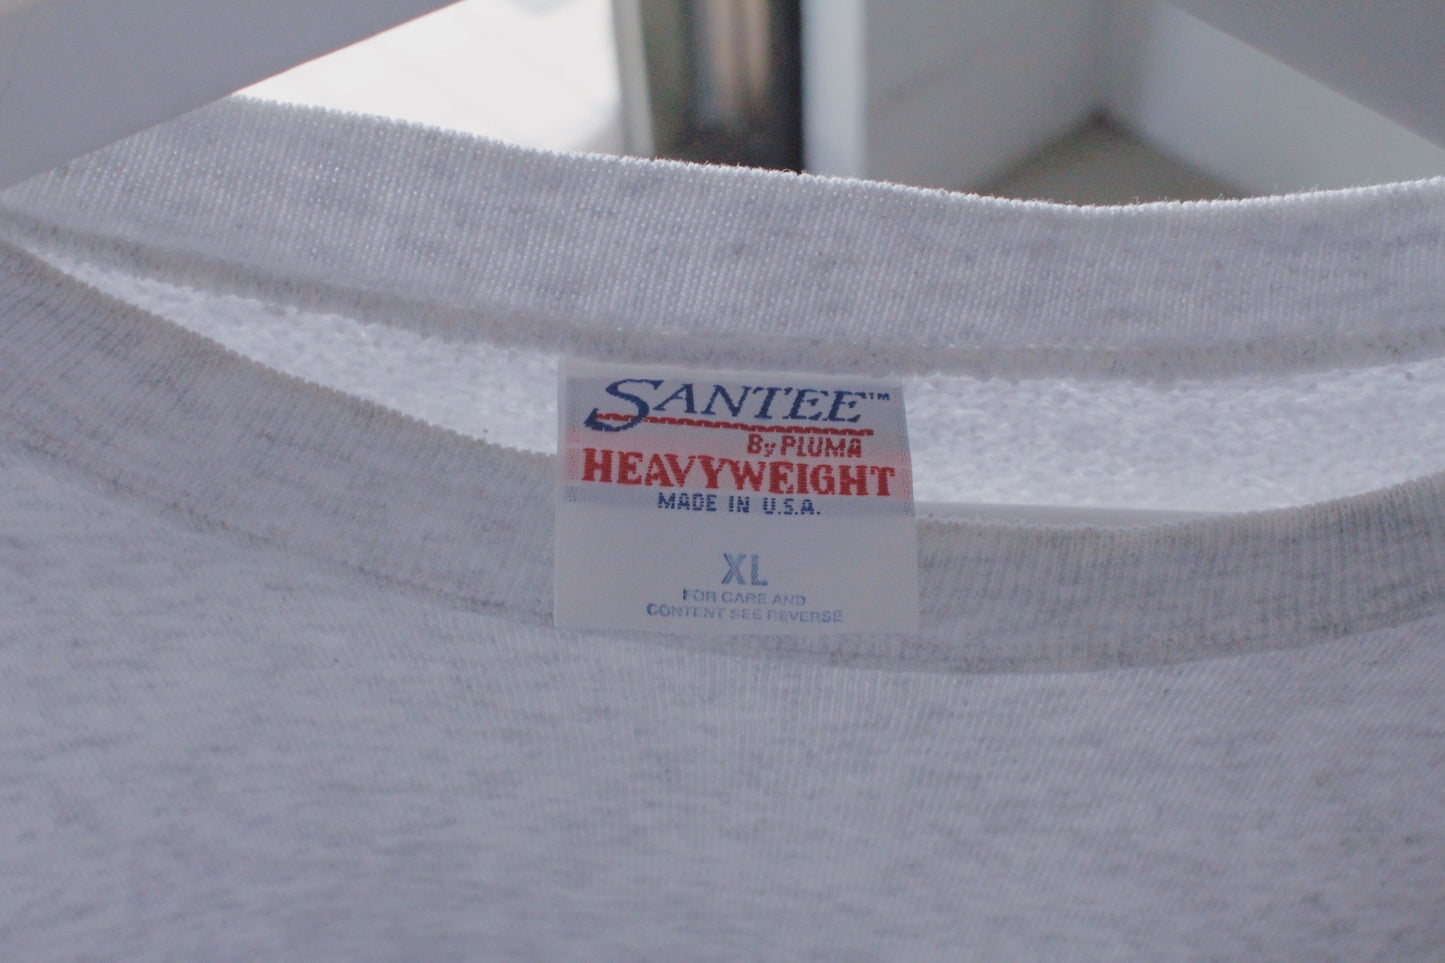 SANTEE™
By PLUMA
HEAVYWEIGHT
MADE IN U.S.A.
XL
FOR CARE AND
CONTENT SEE REVERSE